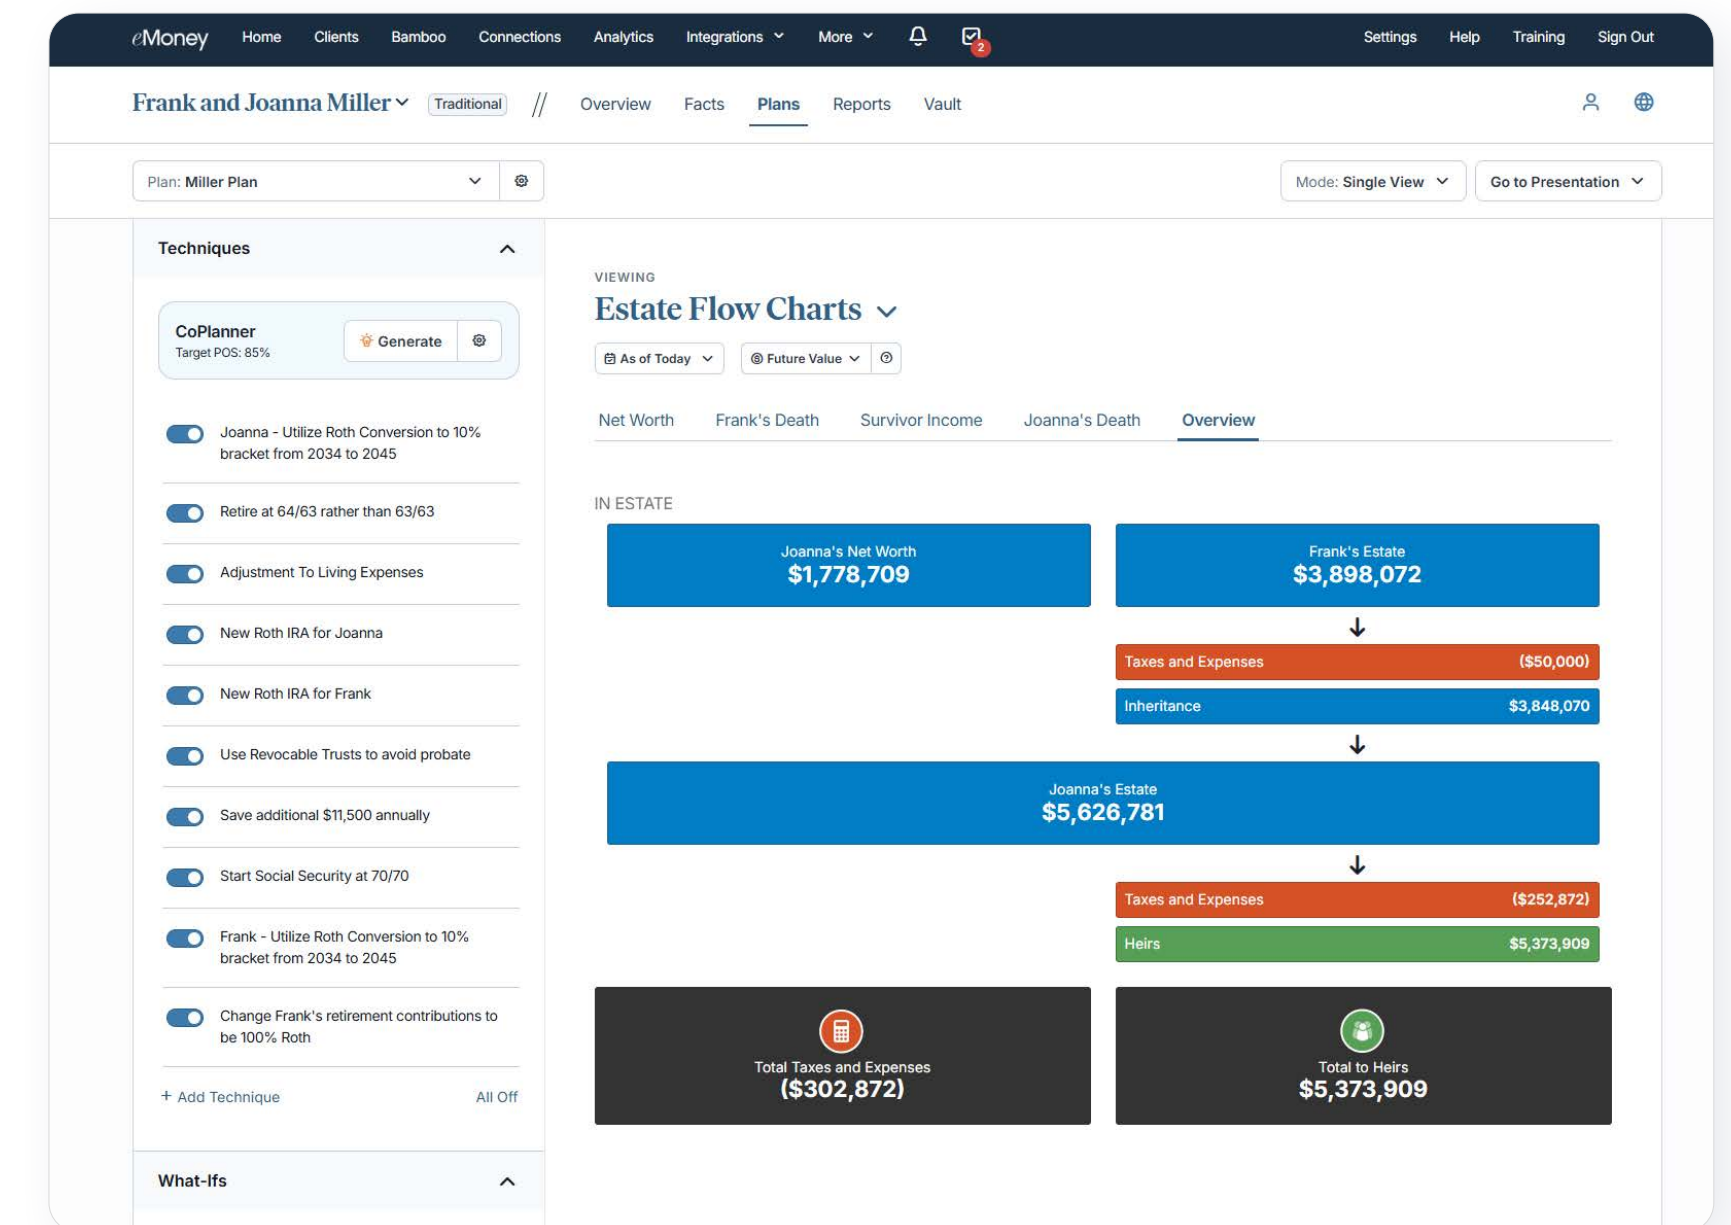 eMoney Home Clients Bamboo Connections Analytics Integrations More 2 Settings Help Training Sign Out
Frank and Joanna Miller Traditional // Overview Facts Plans Reports Vault
Plan: Miller Plan Mode: Single View Go to Presentation
Techniques
CoPlanner
Target POS: 85%
Generate
Joanna - Utilize Roth Conversion to 10%
bracket from 2034 to 2045
Retire at 64/63 rather than 63/63
Adjustment To Living Expenses
New Roth IRA for Joanna
New Roth IRA for Frank
Use Revocable Trusts to avoid probate
Save additional $11,500 annually
Start Social Security at 70/70
Frank - Utilize Roth Conversion to 10%
bracket from 2034 to 2045
Change Frank's retirement contributions to
be 100% Roth
+ Add Technique All Off
What-Ifs
VIEWING
Estate Flow Charts
As of Today Future Value
Net Worth Frank's Death Survivor Income Joanna's Death Overview
IN ESTATE
Joanna's Net Worth
$1,778,709
Frank's Estate
$3,898,072
Taxes and Expenses ($50,000)
Inheritance $3,848,070
Joanna's Estate
$5,626,781
Taxes and Expenses ($252,872)
Heirs $5,373,909
Total Taxes and Expenses
($302,872)
Total to Heirs
$5,373,909